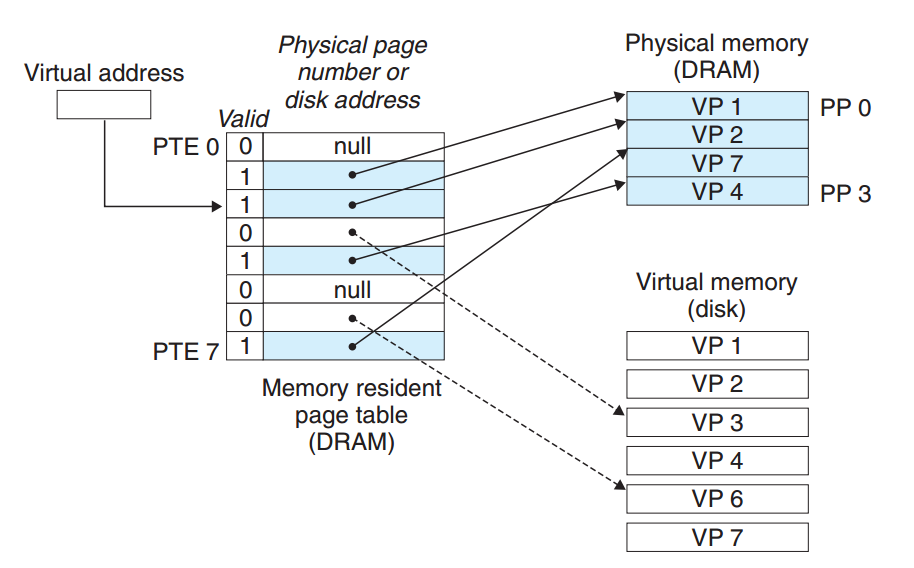 Physical page
number or
disk address
Physical memory
(DRAM)
Virtual address
Valid
VP 1 PP 0
VP 2
VP 7
VP 4 PP 3
PTE 0 0 null
1
1
0
1
0 null
0
PTE 7 1
Memory resident
page table
(DRAM)
Virtual memory
(disk)
VP 1
VP 2
VP 3
VP 4
VP 6
VP 7